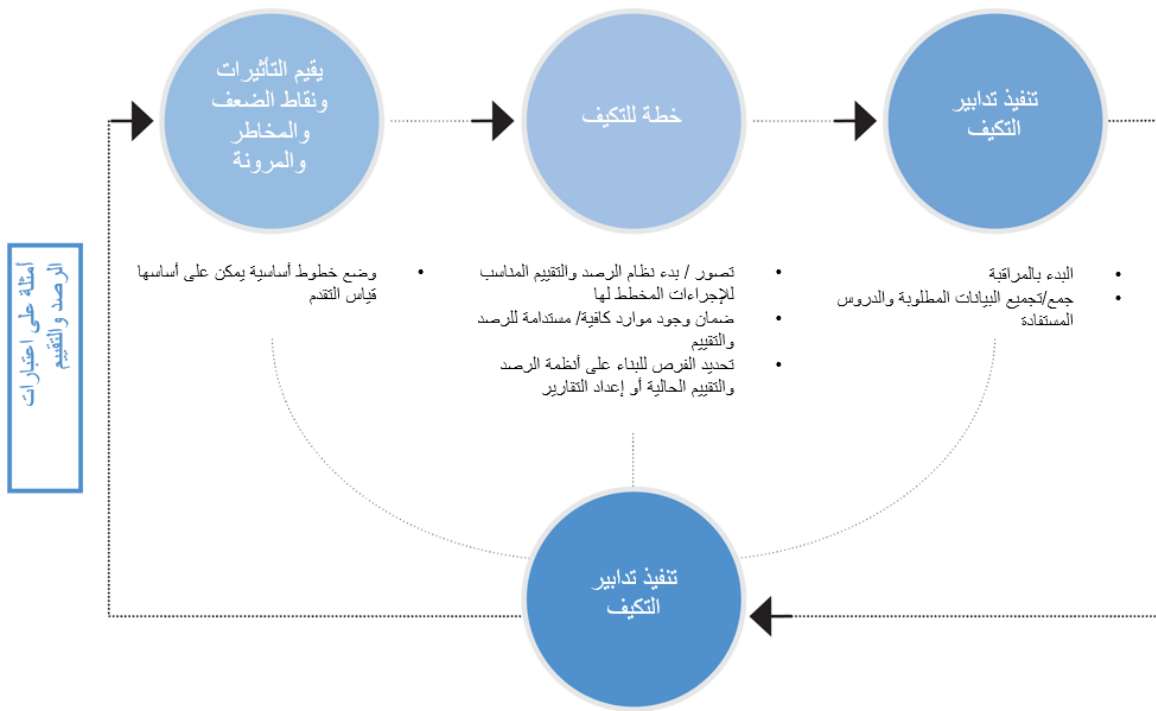 يقيم التأثيرات
ونقاط الضعف
والمخاطر
والمرونة
خطة للتكيف
تنفيذ تدابير
التكيف
• وضع خطوط أساسية يمكن على أساسها
قياس التقدم
• تصور / بدء نظام الرصد والتقييم المناسب
للإجراءات المخطط لها
• ضمان وجود موارد كافية/ مستدامة للرصد
والتقييم
• تحديد الفرص للبناء على أنظمة الرصد
والتقييم الحالية أو إعداد التقارير
• البدء بالمراقبة
• جمع/تجميع البيانات المطلوبة والدروس
المستفادة
أمثلة على اعتبارات
الرصد والتقييم
تنفيذ تدابير
التكيف